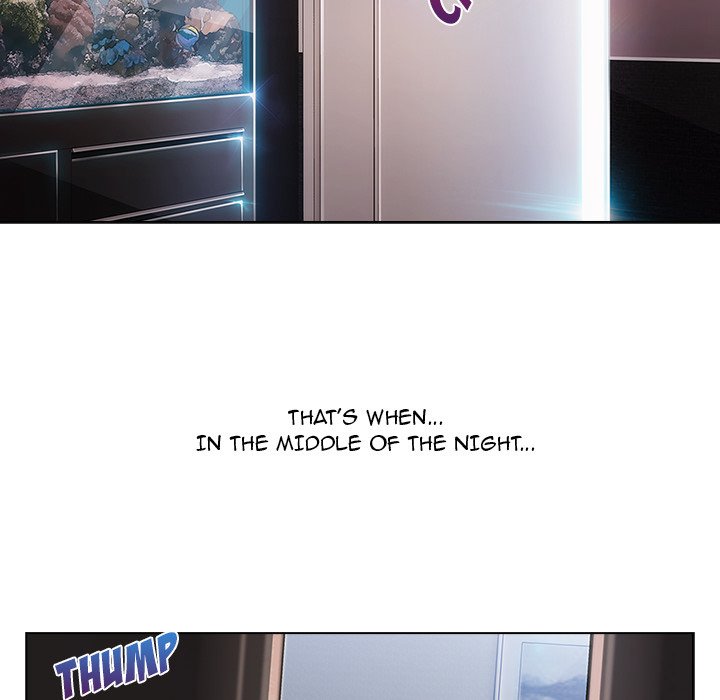 THAT'S WHEN...
IN THE MIDDLE OF THE NIGHT...
THUMP